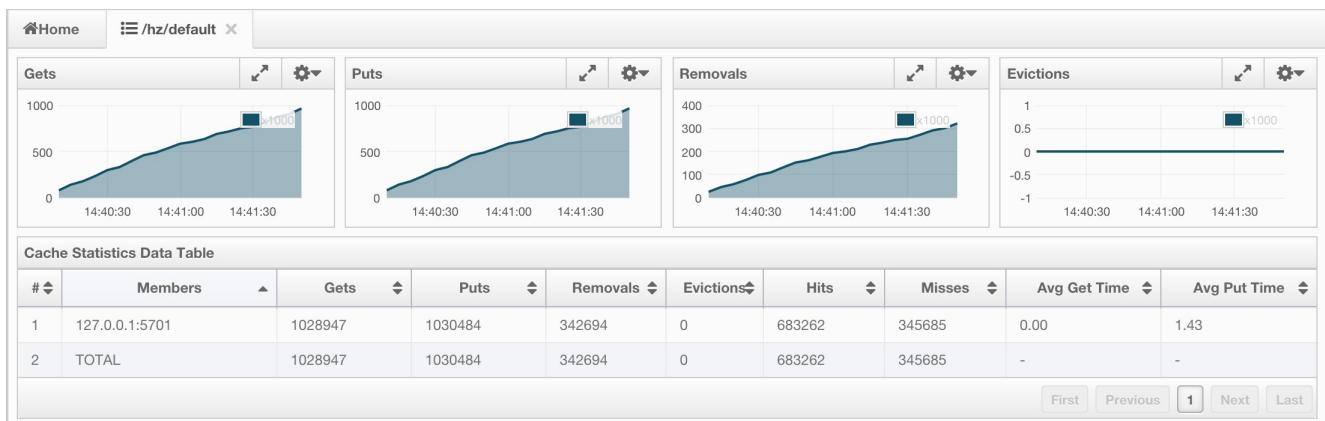 Home /hz/default
Gets Puts Removals Evictions
1000
500
0
x1000
14:40:30 14:41:00 14:41:30
1000
500
0
x1000
14:40:30 14:41:00 14:41:30
400
300
200
100
0
x1000
14:40:30 14:41:00 14:41:30
1
0.5
0
-0.5
-1
x1000
14:40:30 14:41:00 14:41:30
Cache Statistics Data Table
# Members Gets Puts Removals Evictions Hits Misses Avg Get Time Avg Put Time
1 127.0.0.1:5701 1028947 1030484 342694 0 683262 345685 0.00 1.43
2 TOTAL 1028947 1030484 342694 0 683262 345685 - -
First Previous 1 Next Last